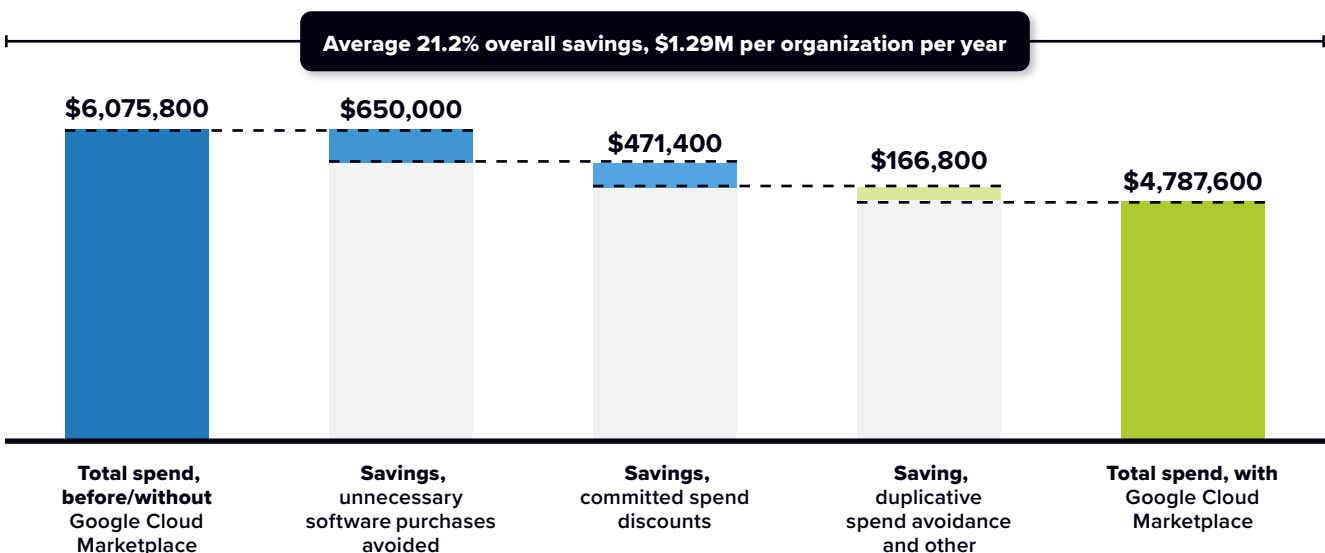 Average 21.2% overall savings, $1.29M per organization per year
$6,075,800
$650,000
$471,400
$166,800
$4,787,600
Total spend,
before/without
Google Cloud
Marketplace
Savings,
unnecessary
software purchases
avoided
Savings,
committed spend
discounts
Saving,
duplicative
spend avoidance
and other
Total spend, with
Google Cloud
Marketplace